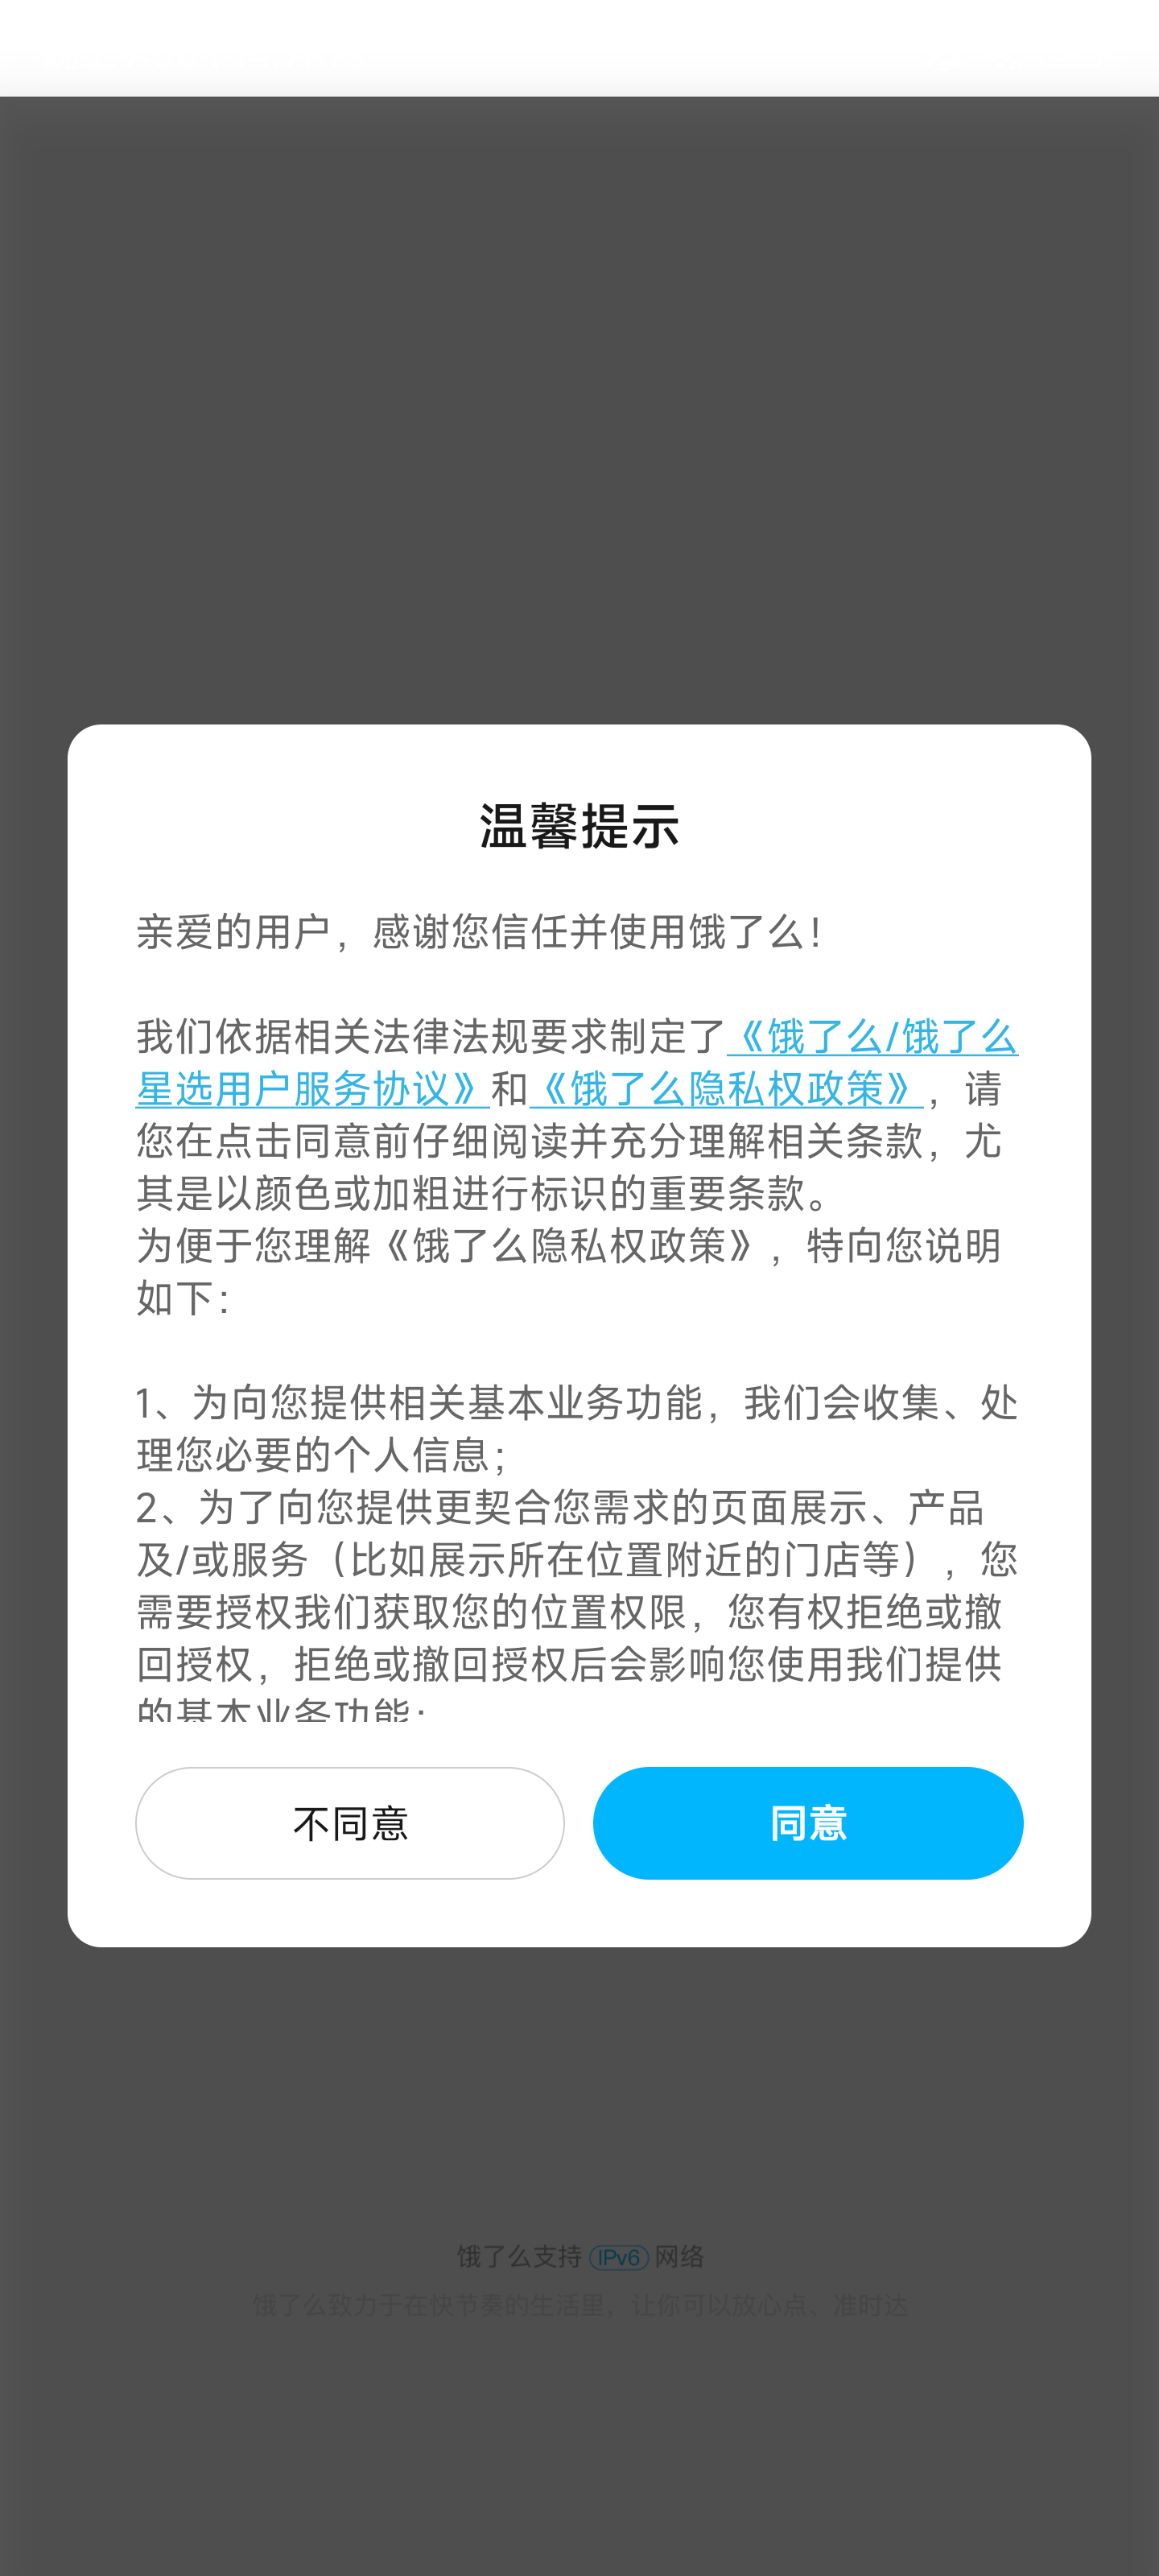 温馨提示
亲爱的用户，感谢您信任并使用饿了么！
我们依据相关法律法规要求制定了《饿了么/饿了么
星选用户服务协议》和《饿了么隐私权政策》，请
您在点击同意前仔细阅读并充分理解相关条款，尤
其是以颜色或加粗进行标识的重要条款。
为便于您理解《饿了么隐私权政策》，特向您说明
如下：
1、为向您提供相关基本业务功能，我们会收集、处
理您必要的个人信息；
2、为了向您提供更契合您需求的页面展示、产品
及/或服务（比如展示所在位置附近的门店等），您
需要授权我们获取您的位置权限，您有权拒绝或撤
回授权，拒绝或撤回授权后会影响您使用我们提供
的基本业务功能；
不同意
同意
饿了么支持 IPv6 网络
饿了么致力于在快节奏的生活里，让你可以放心点、准时达